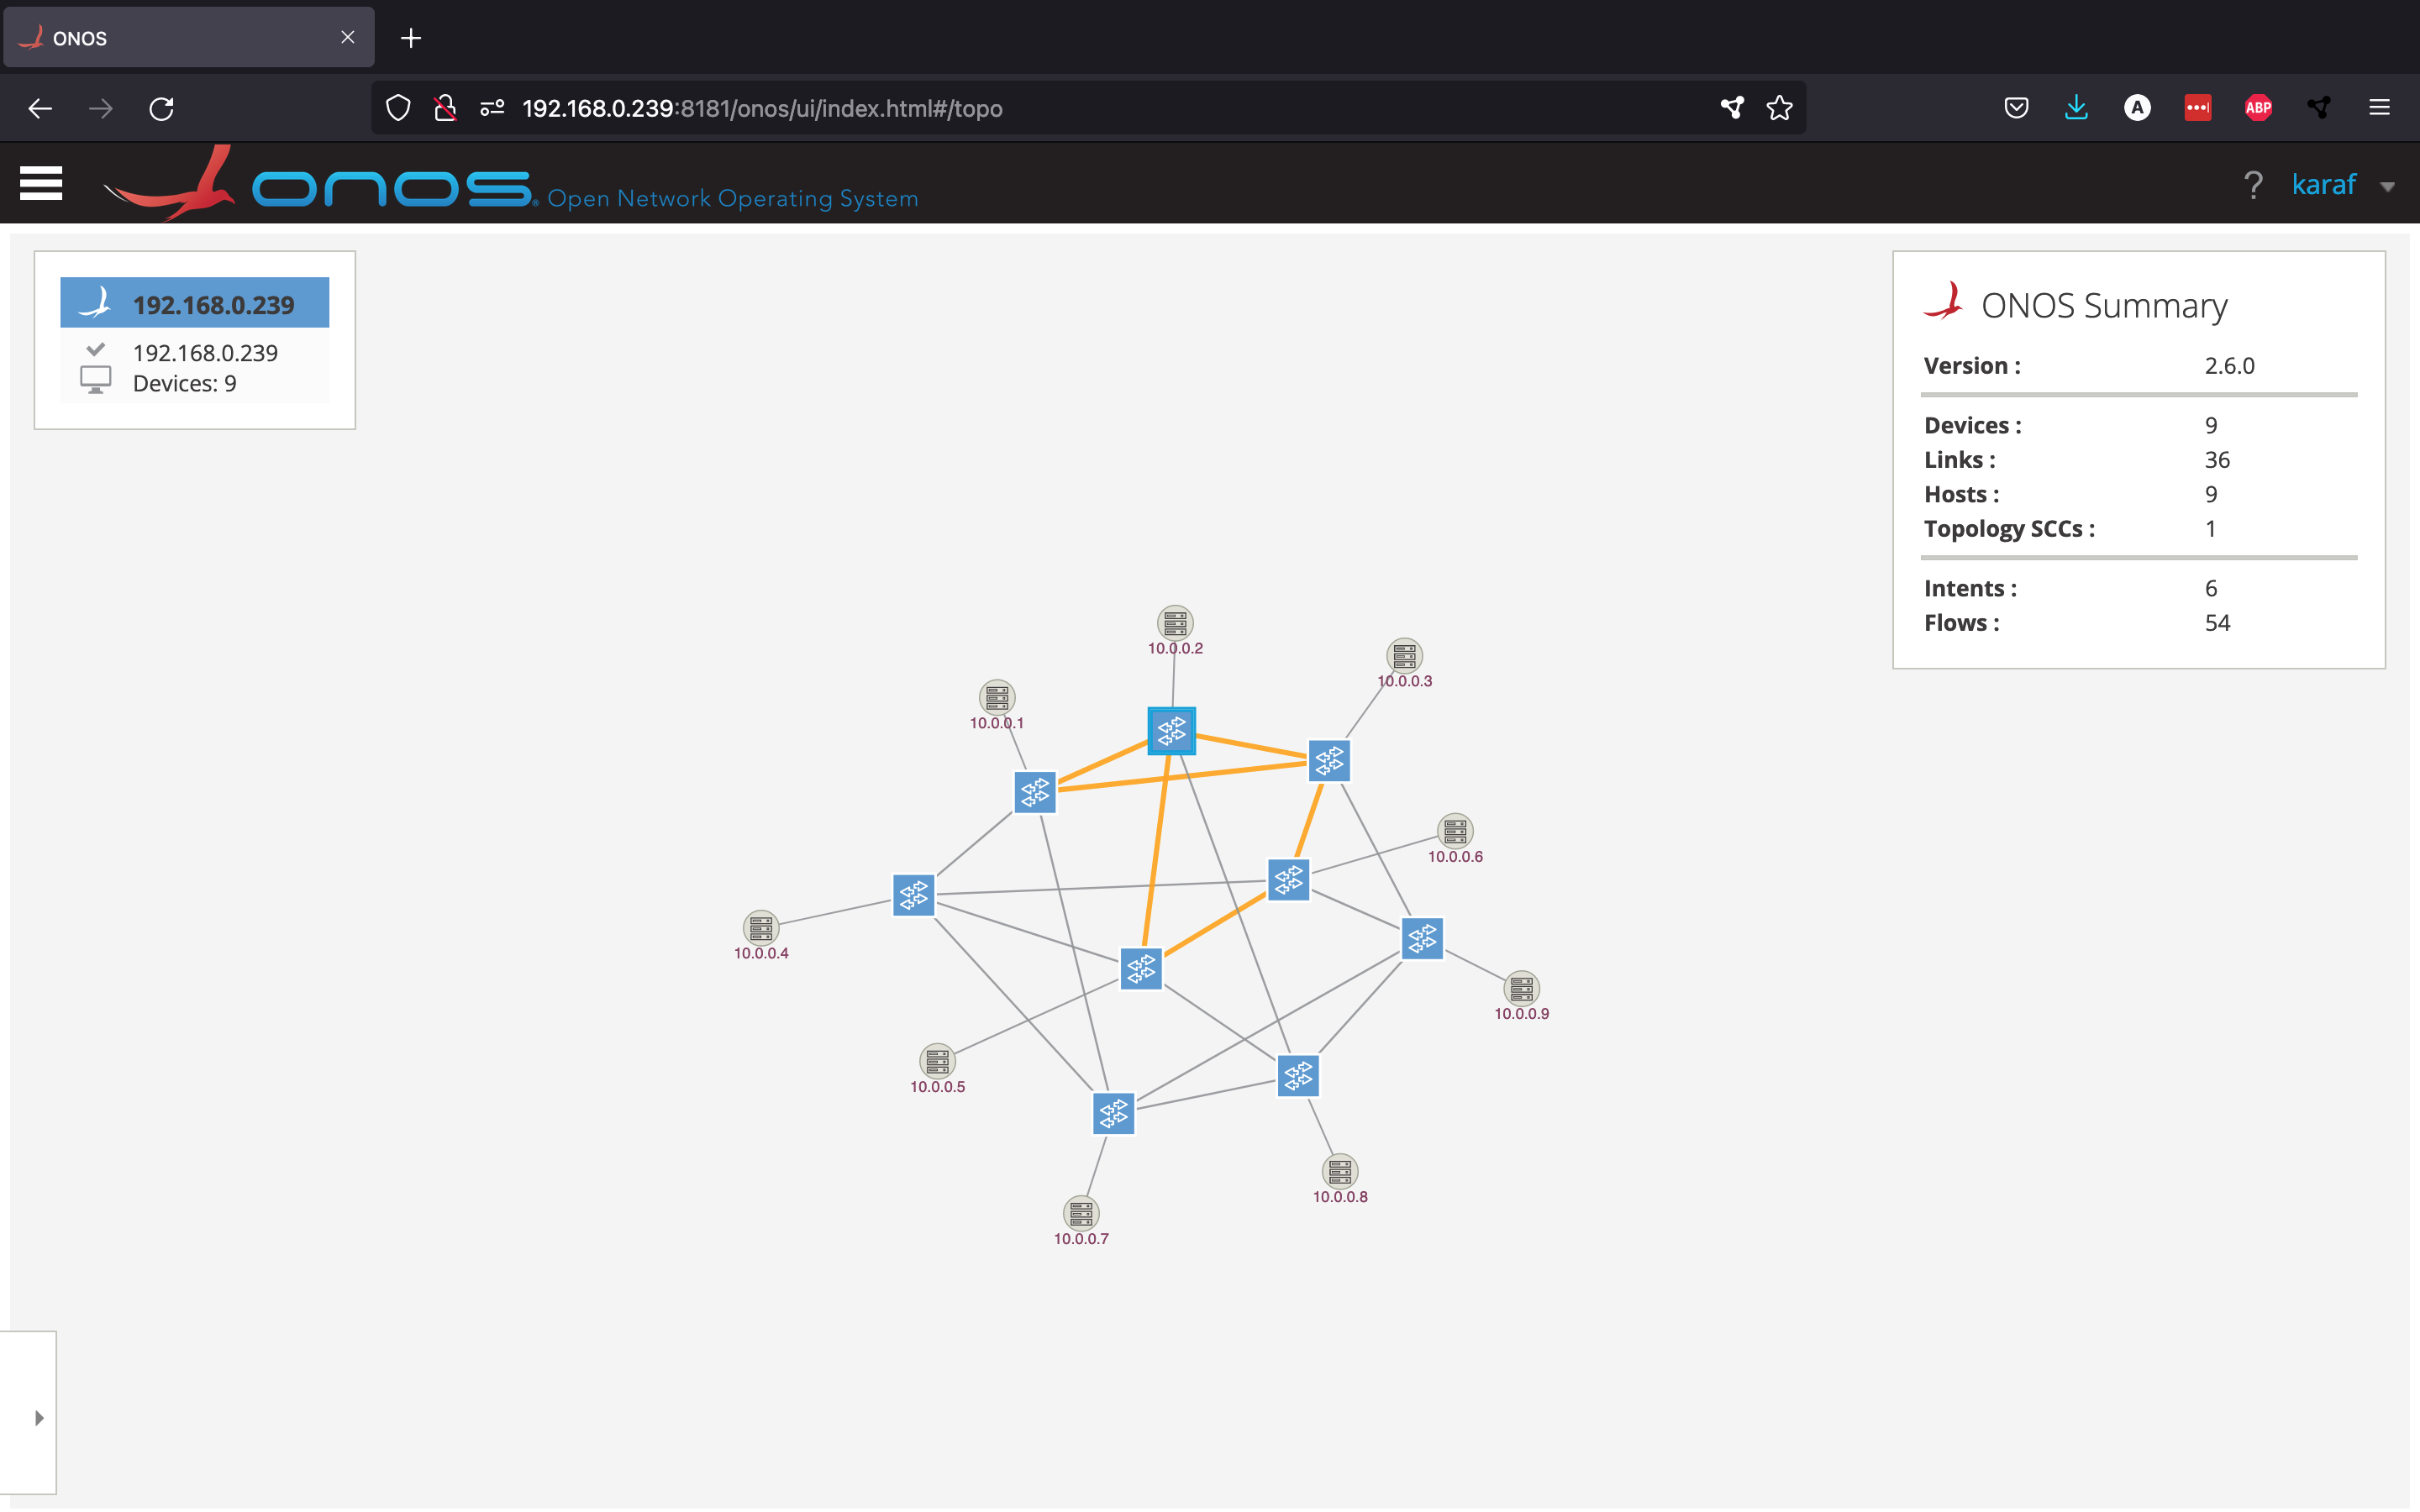 ONOS
192.168.0.239:8181/onos/ui/index.html#/topo
A
ABP
onos® Open Network Operating System
? karaf
192.168.0.239
192.168.0.239
Devices: 9
ONOS Summary
Version : 2.6.0
Devices : 9
Links : 36
Hosts : 9
Topology SCCs : 1
Intents : 6
Flows : 54
10.0.0.2
10.0.0.3
10.0.0.1
10.0.0.6
10.0.0.4
10.0.0.9
10.0.0.5
10.0.0.8
10.0.0.7